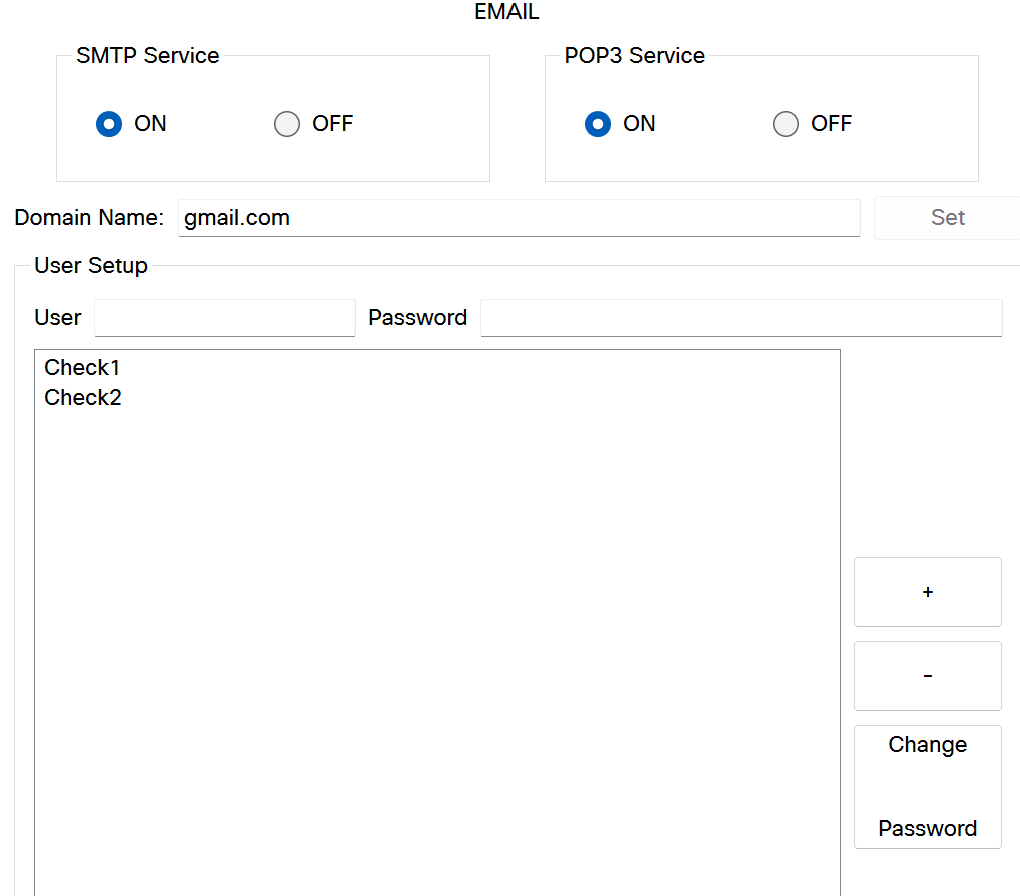 EMAIL
SMTP Service
POP3 Service
ON
OFF
ON
OFF
Domain Name:
gmail.com
Set
User Setup
User
Password
Check1
Check2
+
-
Change
Password